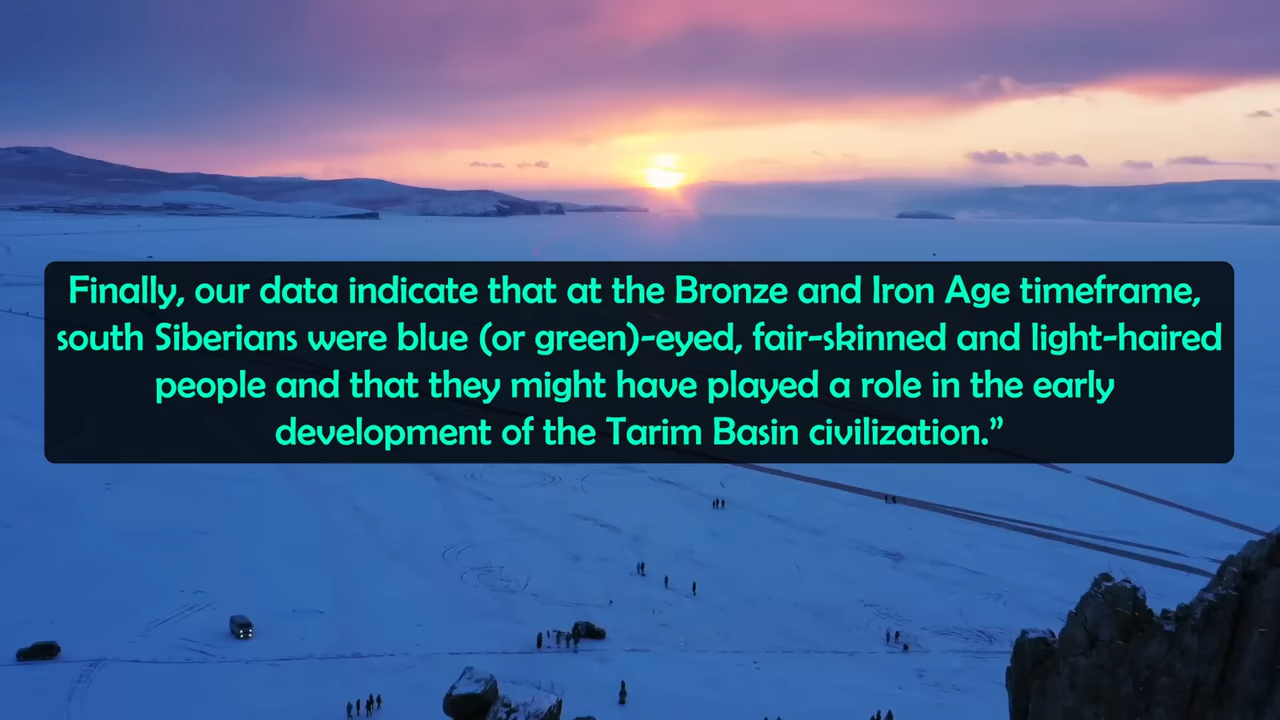 Finally, our data indicate that at the Bronze and Iron Age timeframe,
south Siberians were blue (or green)-eyed, fair-skinned and light-haired
people and that they might have played a role in the early
development of the Tarim Basin civilization.”